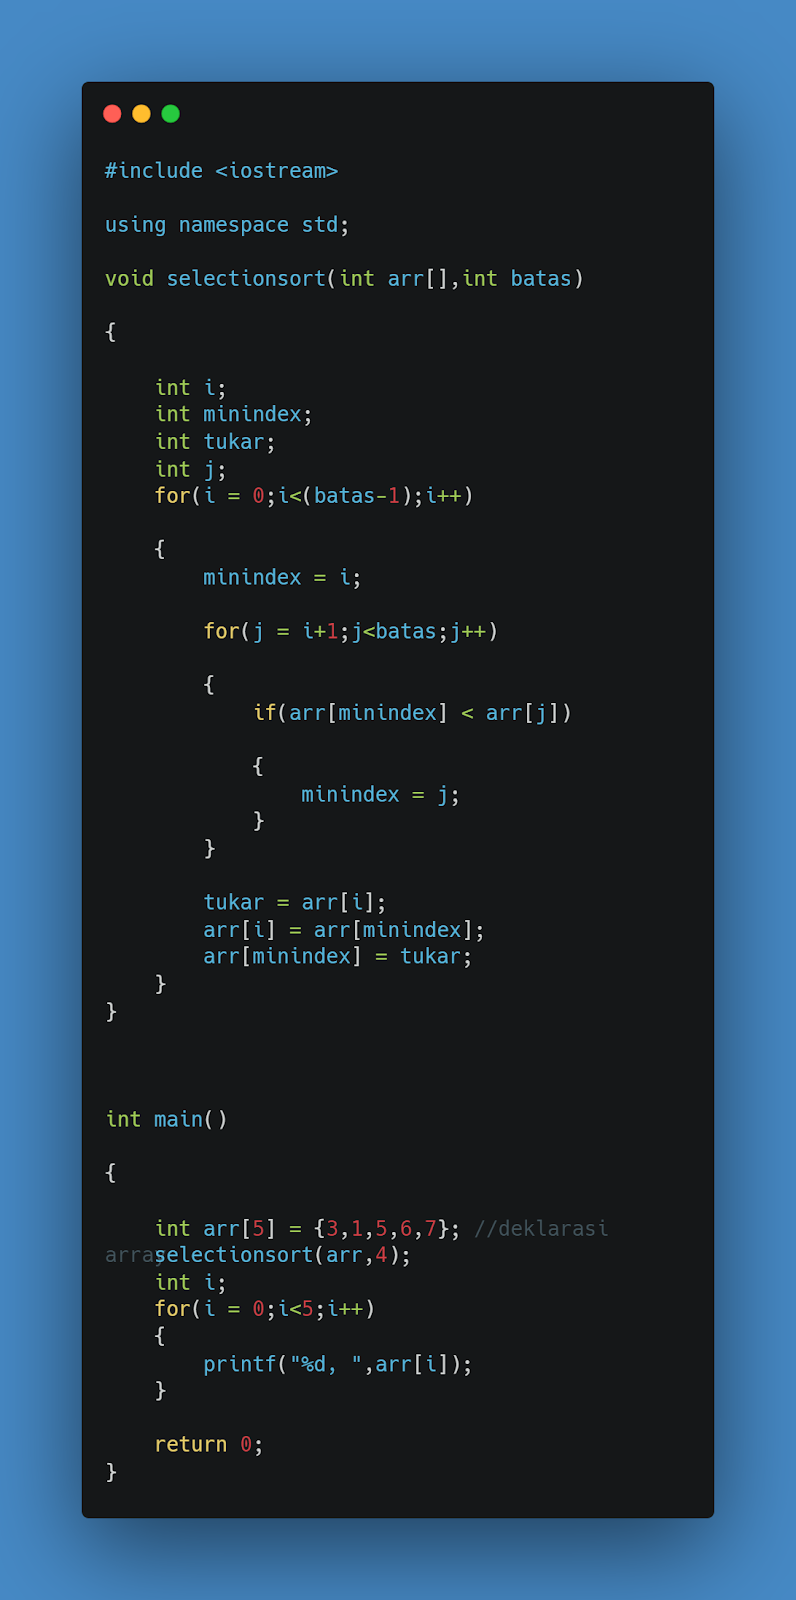 #include <iostream>
using namespace std;
void selectionsort(int arr[],int batas)
{
    int i;
    int minindex;
    int tukar;
    int j;
    for(i = 0;i<(batas-1);i++)
    {
        minindex = i;
        for(j = i+1;j<batas;j++)
        {
            if(arr[minindex] < arr[j])
            {
                minindex = j;
            }
        }
        tukar = arr[i];
        arr[i] = arr[minindex];
        arr[minindex] = tukar;
    }
}
int main()
{
    int arr[5] = {3,1,5,6,7}; //deklarasi
array
    selectionsort(arr,4);
    int i;
    for(i = 0;i<5;i++)
    {
        printf("%d, ",arr[i]);
    }
    return 0;
}